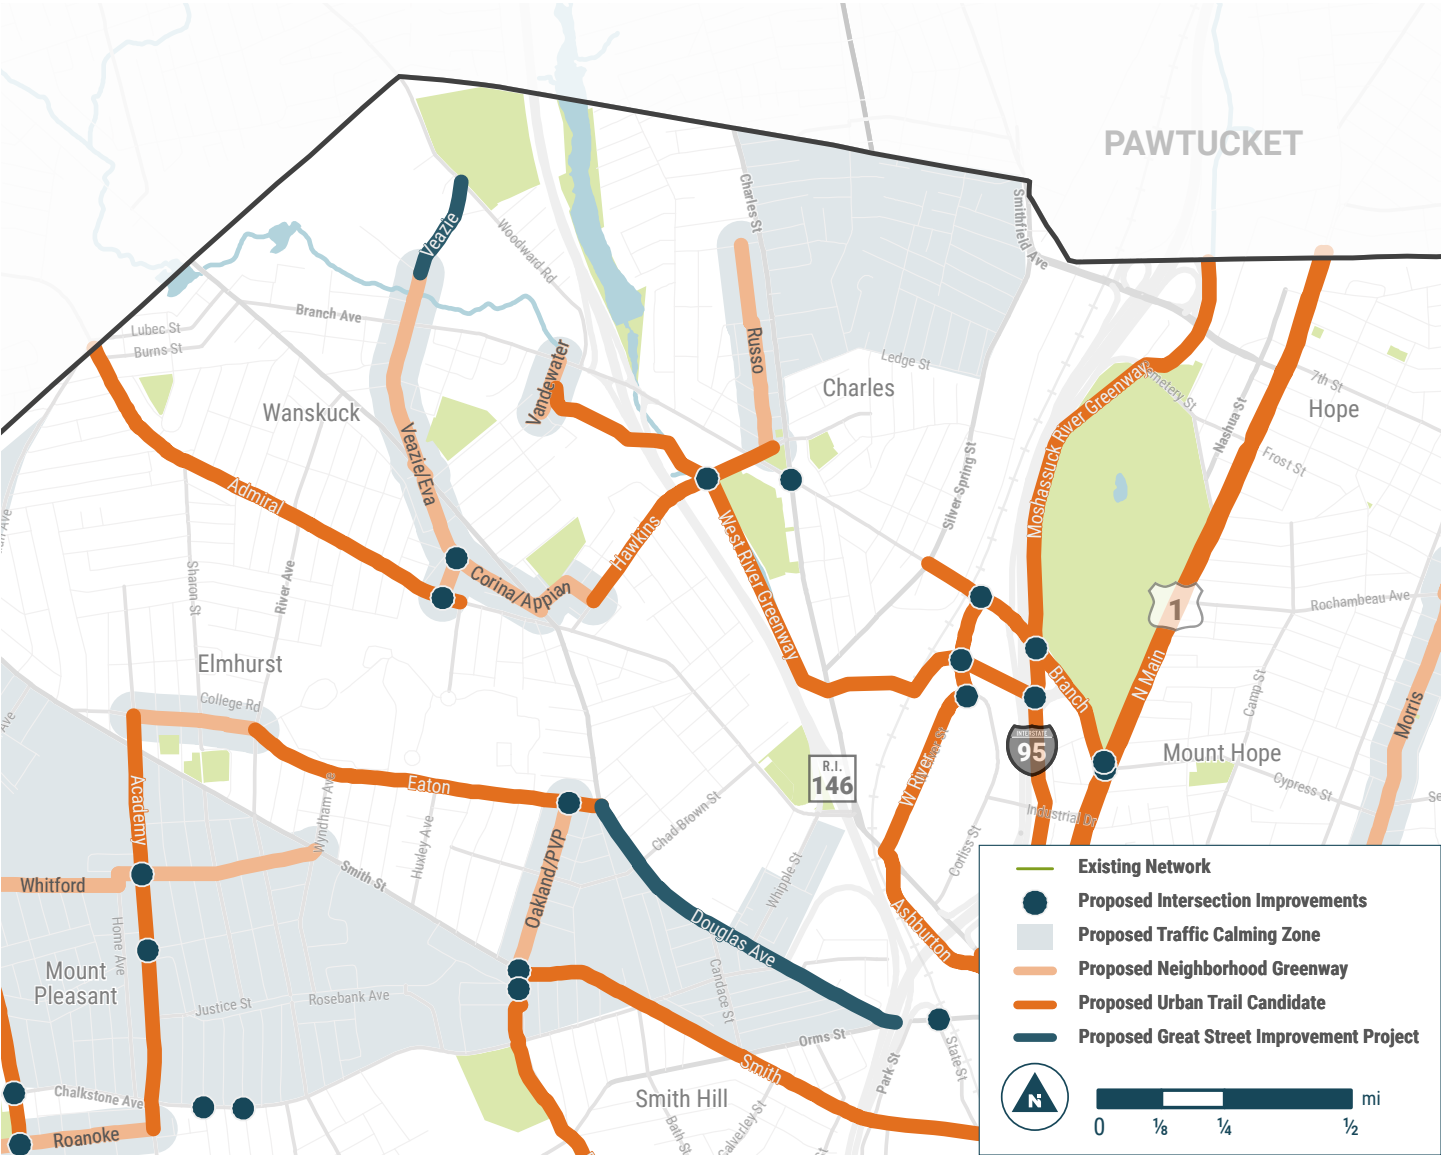 PAWTUCKET
Charles St
Smithfield Ave
Veazie
Woodward Rd
Branch Ave
Lubec St
Burns St
Vandewater
Russo
Ledge St
Charles
Wanskuck
7th St
Hope
Cemetery St
Nashua St
Frost St
Moshassuck River Greenway
Silver Spring St
Veazie/Eva
Admiral
Hawkins
West River Greenway
Corina/Appian
Sharon St
River Ave
1
Rochambeau Ave
Elmhurst
College Rd
Branch
N Main
Camp St
Morris
Mount Hope
INTERSTATE
95
R.I.
146
W River
Cypress St
Industrial Dr
Academy
Eaton
Wyndham Ave
Huxley Ave
Chad Brown St
Oakland/PVP
Corliss St
Whipple St
Smith St
Whitford
Home Ave
Douglas Ave
Ashburton
Mount
Pleasant
Justice St
Rosebank Ave
Candace St
Orms St
Park St
State St
Smith
Chalkstone Ave
Roanoke
Smith Hill
Bath St
Calverley St
Existing Network
Proposed Intersection Improvements
Proposed Traffic Calming Zone
Proposed Neighborhood Greenway
Proposed Urban Trail Candidate
Proposed Great Street Improvement Project
N
mi
0 ⅛ ¼ ½